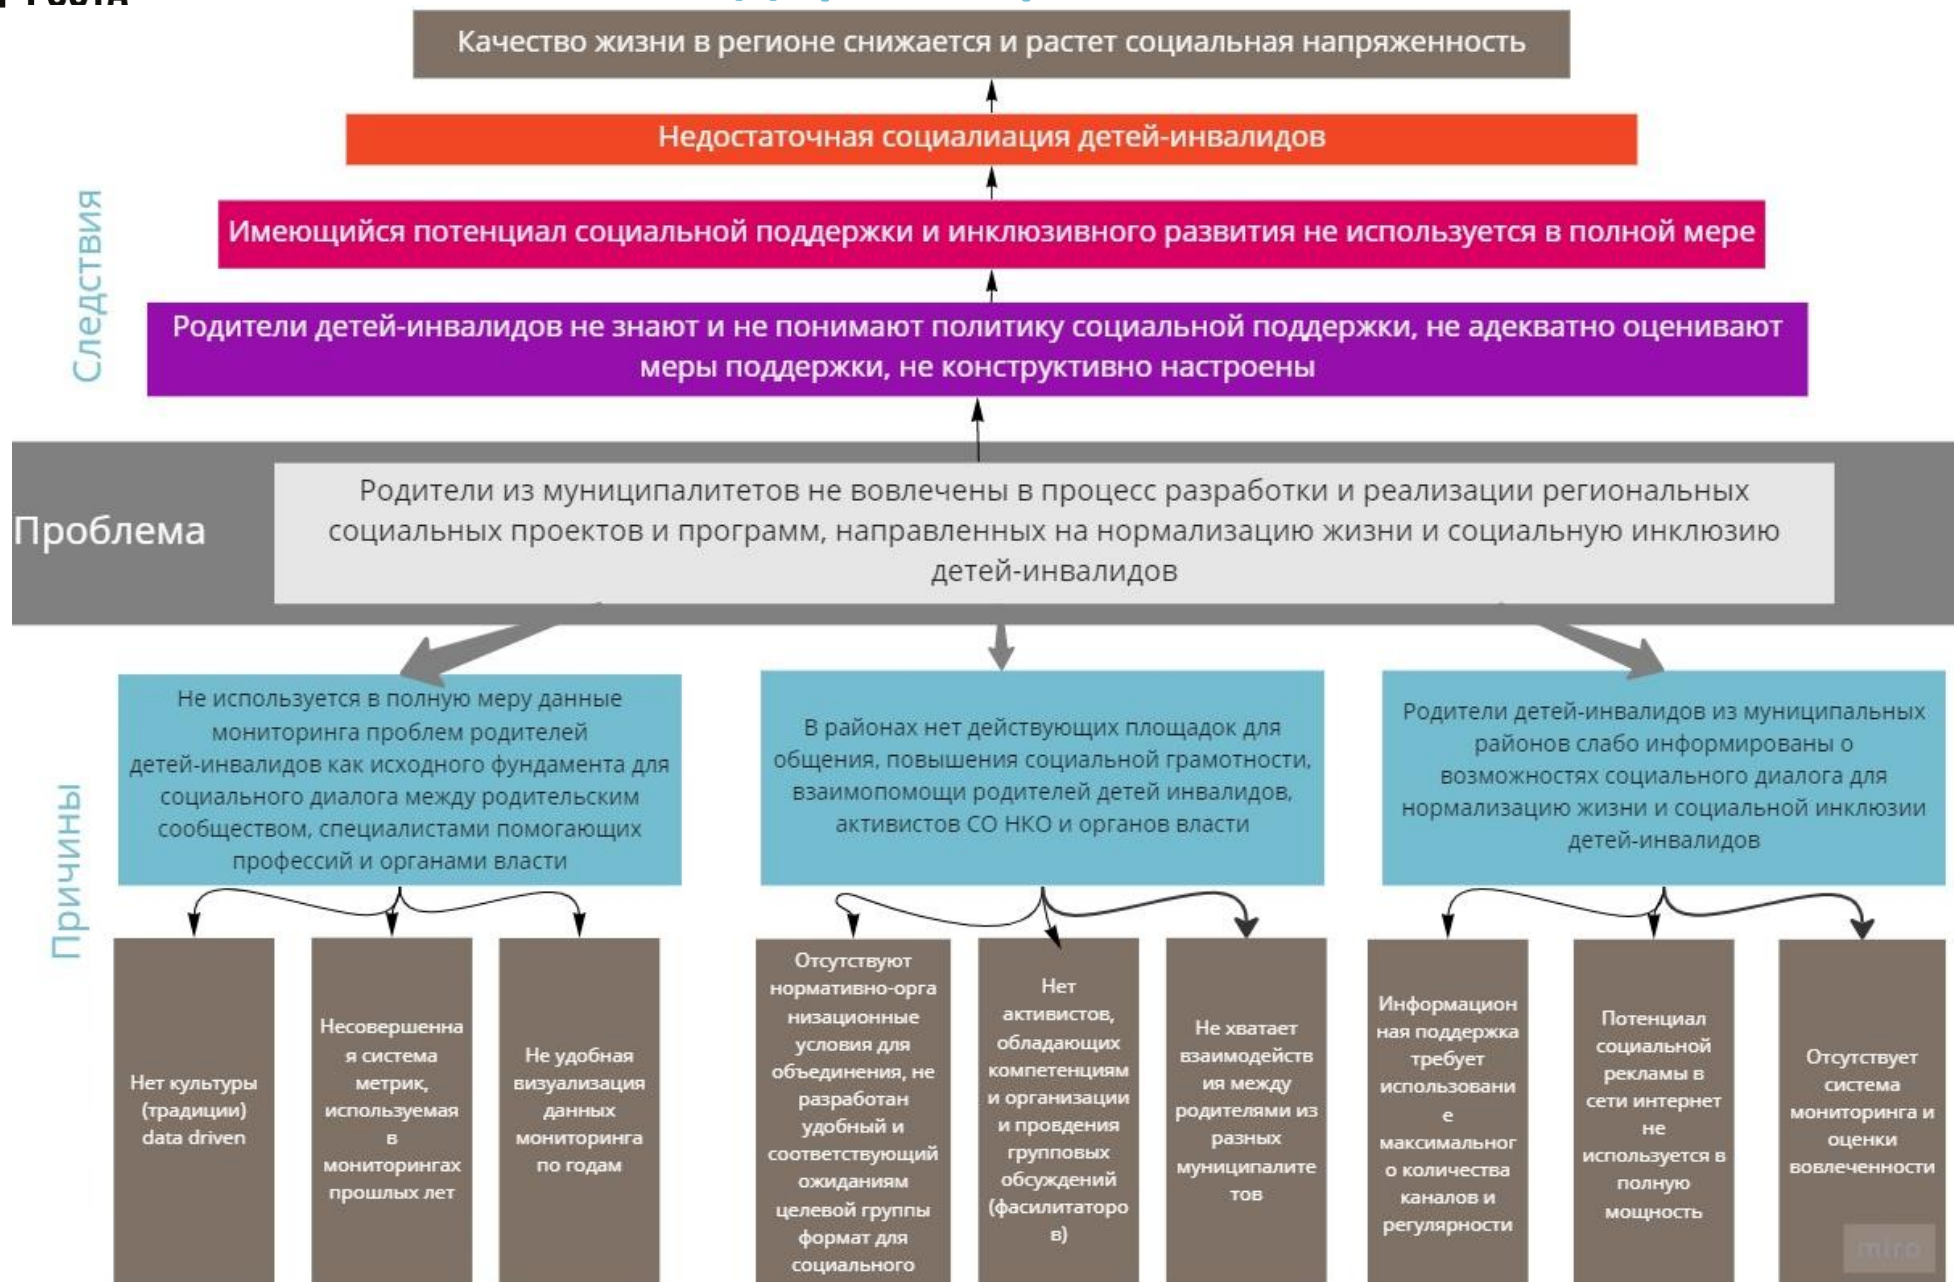 Качество жизни в регионе снижается и растет социальная напряженность
Недостаточная социалиация детей-инвалидов
Имеющийся потенциал социальной поддержки и инклюзивного развития не используется в полной мере
Родители детей-инвалидов не знают и не понимают политику социальной поддержки, не адекватно оценивают
меры поддержки, не конструктивно настроены
Следствия
Проблема
Родители из муниципалитетов не вовлечены в процесс разработки и реализации региональных
социальных проектов и программ, направленных на нормализацию жизни и социальную инклюзию
детей-инвалидов
Причины
Не используется в полную меру данные
мониторинга проблем родителей
детей-инвалидов как исходного фундамента для
социального диалога между родительским
сообществом, специалистами помогающих
профессий и органами власти
В районах нет действующих площадок для
общения, повышения социальной грамотности,
взаимопомощи родителей детей инвалидов,
активистов СО НКО и органов власти
Родители детей-инвалидов из муниципальных
районов слабо информированы о
возможностях социального диалога для
нормализацию жизни и социальной инклюзии
детей-инвалидов
Нет культуры
(традиции)
data driven
Несовершенна
я система
метрик,
используемая
в
мониторингах
прошлых лет
Не удобная
визуализация
данных
мониторинга
по годам
Отсутствуют
нормативно-орга
низационные
условия для
объединения, не
разработан
удобный и
соответствующий
ожиданиям
целевой группы
формат для
социального
Нет
активистов,
обладающих
компетенциям
и организации
и провдения
групповых
обсуждений
(фасилитаторо
в)
Не хватает
взаимодейств
ия между
родителями из
разных
муниципалите
тов
Информацион
ная поддержка
требует
использовани
е
максимальног
о количества
каналов и
регулярности
Потенциал
социальной
рекламы в
сети интернет
не
используется в
полную
мощность
Отсутствует
система
мониторинга и
оценки
вовлеченности
miro